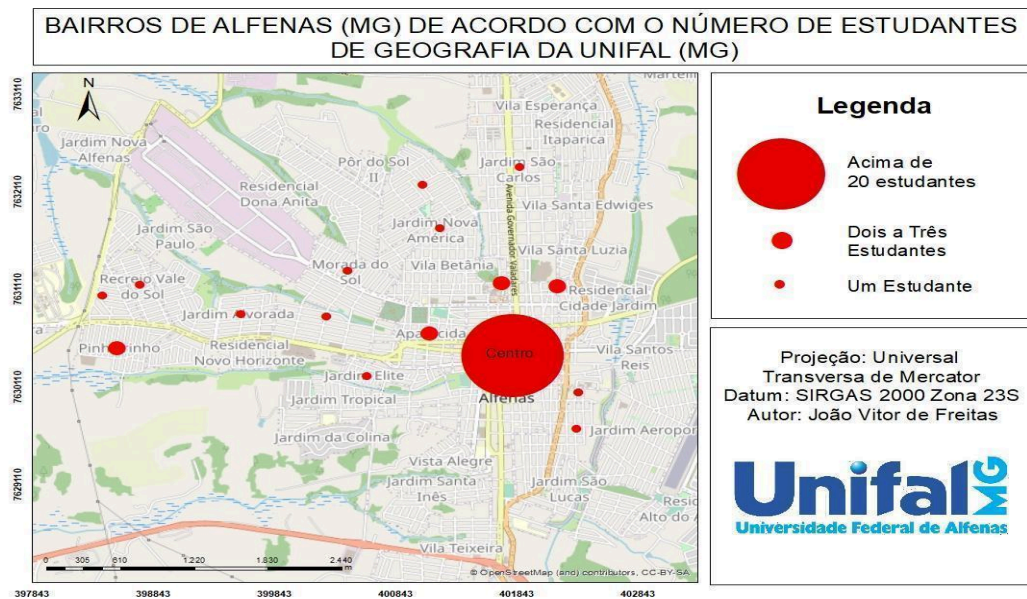 BAIRROS DE ALFENAS (MG) DE ACORDO COM O NÚMERO DE ESTUDANTES
DE GEOGRAFIA DA UNIFAL (MG)
7633110
7632110
7631110
7630110
7629110
N
Vila Esperança
Residencial
Itaparica
Jardim Nova
Alfenas
Pôr do Sol
II
Jardim São
Carlos
Residencial
Dona Anita
Avenida Governador Valadares
Vila Santa Edwiges
Jardim São
Paulo
Jardim Nova
América
Morada do
Sol
Vila Betânia
Vila Santa Luzia
Recreio Vale
do Sol
Residencial
Cidade Jardim
Jardim Alvorada
Aparecida
Pinheirinho
Residencial
Novo Horizonte
Centro
Vila Santos
Reis
Jardim Elite
Jardim Tropical
Alfenas
Jardim da Colina
Jardim Aeropor
Vista Alegre
Jardim Santa
Inês
Jardim São
Lucas
Resid
Alto do A
Vila Teixeira
0 305 610 1.220 1.830 2.440
m
© OpenStreetMap (and) contributors, CC-BY-SA
397843 398843 399843 400843 401843 402843
Legenda
Acima de
20 estudantes
Dois a Três
Estudantes
Um Estudante
Projeção: Universal
Transversa de Mercator
Datum: SIRGAS 2000 Zona 23S
Autor: João Vitor de Freitas
Unifal MG
Universidade Federal de Alfenas